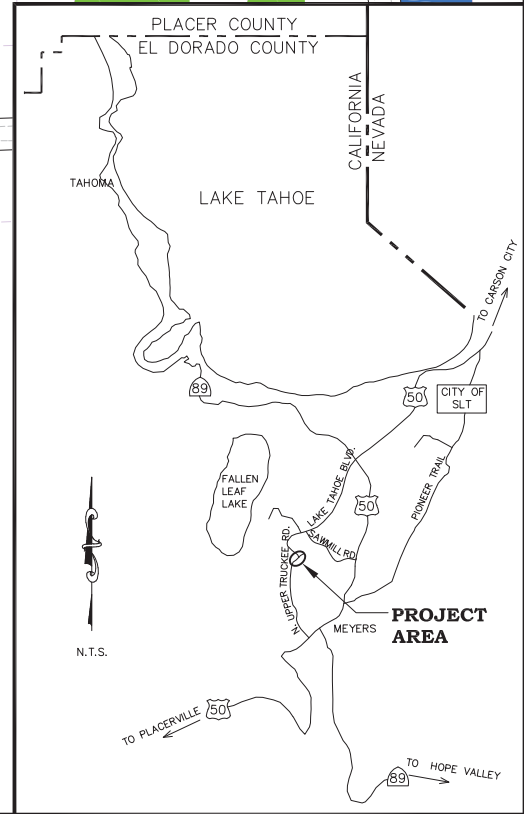 PLACER COUNTY
EL DORADO COUNTY
CALIFORNIA
NEVADA
TAHOMA
LAKE TAHOE
TO CARSON CITY
89
50
CITY OF
SLT
FALLEN
LEAF
LAKE
LAKE TAHOE BLVD.
50
PIONEER TRAIL
SAWMILL RD.
N. UPPER TRUCKEE RD.
PROJECT
AREA
MEYERS
N.T.S.
50
TO PLACERVILLE
TO HOPE VALLEY
89